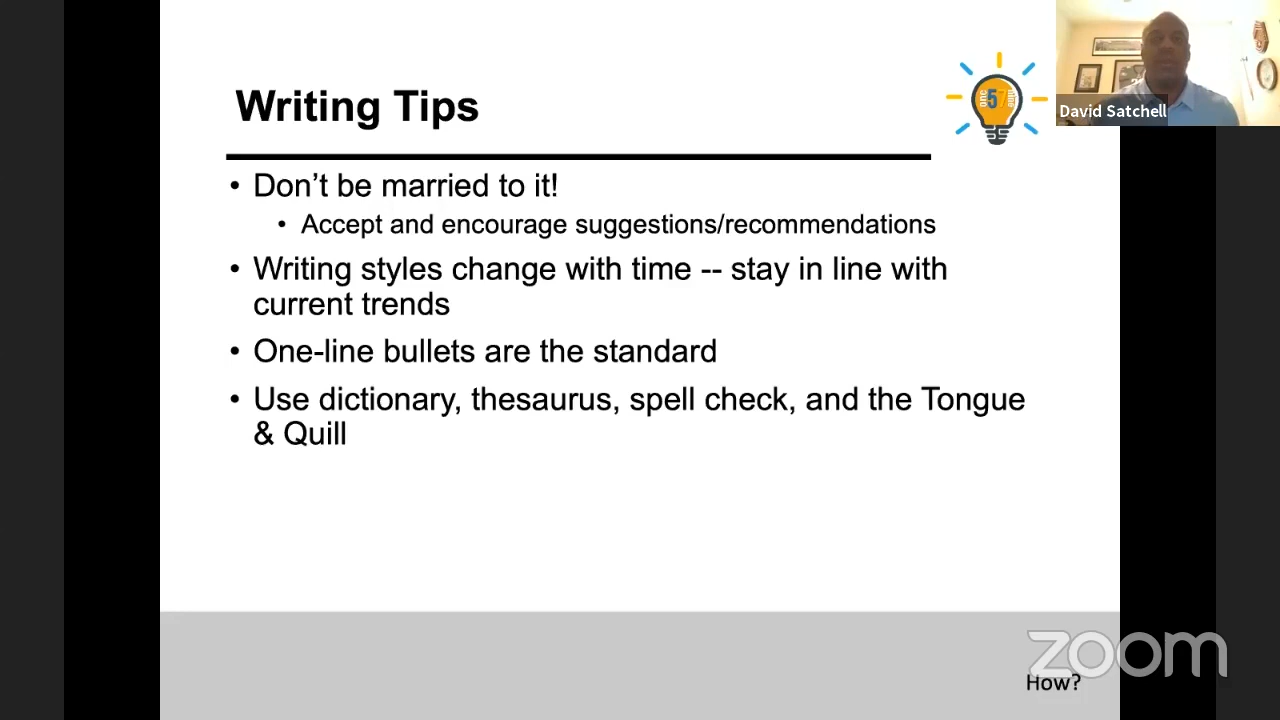 Writing Tips
David Satchell
• Don't be married to it!
• Accept and encourage suggestions/recommendations
• Writing styles change with time -- stay in line with
current trends
• One-line bullets are the standard
• Use dictionary, thesaurus, spell check, and the Tongue
& Quill
zoom
How?